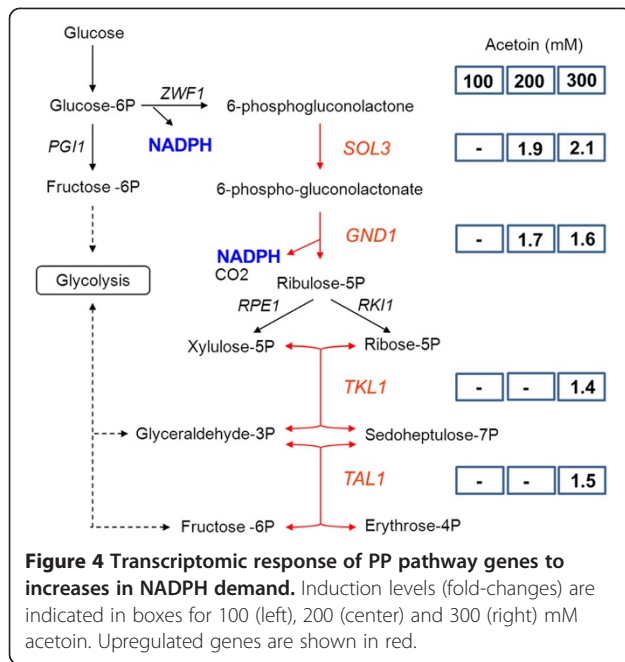 Glucose
Acetoin (mM)
100 200 300
Glucose-6P ZWF1 6-phosphogluconolactone
NADPH
PGI1
SOL3 - 1.9 2.1
Fructose -6P
6-phospho-gluconolactonate
GND1 - 1.7 1.6
NADPH
CO2
Glycolysis
Ribulose-5P
RPE1 RKI1
Xylulose-5P Ribose-5P
TKL1 - - 1.4
Glyceraldehyde-3P Sedoheptulose-7P
TAL1 - - 1.5
Fructose -6P Erythrose-4P
Figure 4 Transcriptomic response of PP pathway genes to
increases in NADPH demand. Induction levels (fold-changes) are
indicated in boxes for 100 (left), 200 (center) and 300 (right) mM
acetoin. Upregulated genes are shown in red.